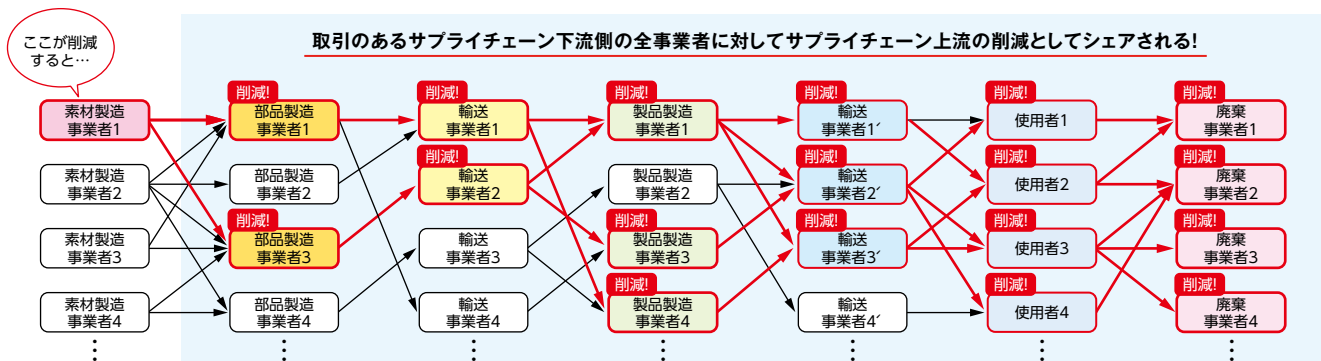 ここが削減
すると…
取引のあるサプライチェーン下流側の全事業者に対してサプライチェーン上流の削減としてシェアされる!
素材製造
事業者1
削減!
部品製造
事業者1
削減!
輸送
事業者1
削減!
製品製造
事業者1
削減!
輸送
事業者1´
削減!
使用者1
削減!
廃棄
事業者1
素材製造
事業者2
部品製造
事業者2
削減!
輸送
事業者2
製品製造
事業者2
削減!
輸送
事業者2´
削減!
使用者2
削減!
廃棄
事業者2
素材製造
事業者3
削減!
部品製造
事業者3
輸送
事業者3
削減!
製品製造
事業者3
削減!
輸送
事業者3´
削減!
使用者3
削減!
廃棄
事業者3
素材製造
事業者4
部品製造
事業者4
輸送
事業者4
削減!
製品製造
事業者4
輸送
事業者4´
削減!
使用者4
削減!
廃棄
事業者4